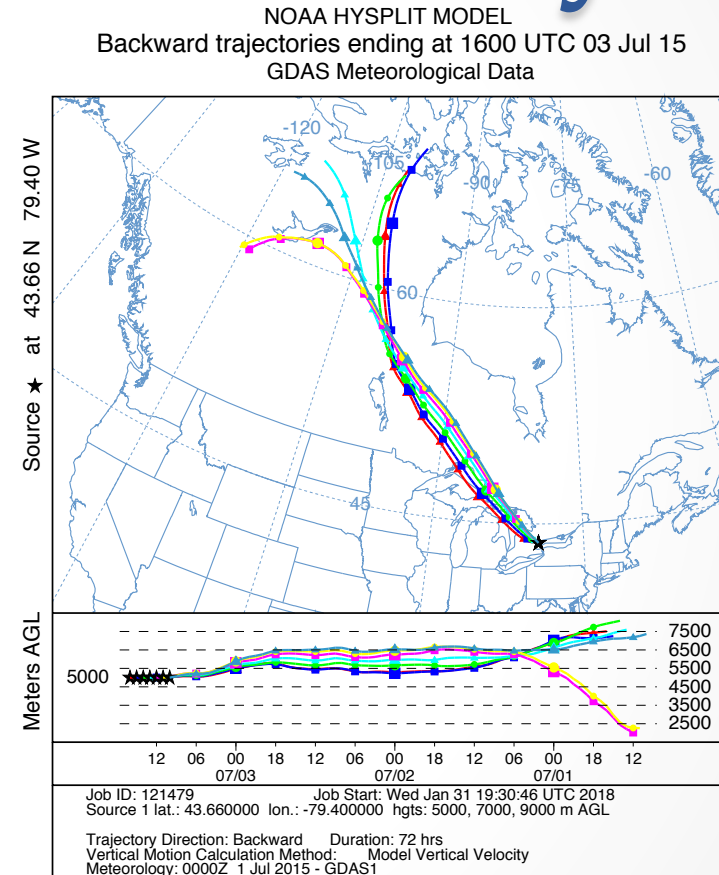 NOAA HYSPLIT MODEL
Backward trajectories ending at 1600 UTC 03 Jul 15
GDAS Meteorological Data
Source ★ at 43.66 N 79.40 W
-120
-105
-90
-75
-60
60
45
Meters AGL
5000
7500
6500
5500
4500
3500
2500
12 06 00 18 12 06 00 18 12 06 00 18 12
07/03 07/02 07/01
Job ID: 121479 Job Start: Wed Jan 31 19:30:46 UTC 2018
Source 1 lat.: 43.660000 lon.: -79.400000 hgts: 5000, 7000, 9000 m AGL
Trajectory Direction: Backward Duration: 72 hrs
Vertical Motion Calculation Method: Model Vertical Velocity
Meteorology: 0000Z 1 Jul 2015 - GDAS1